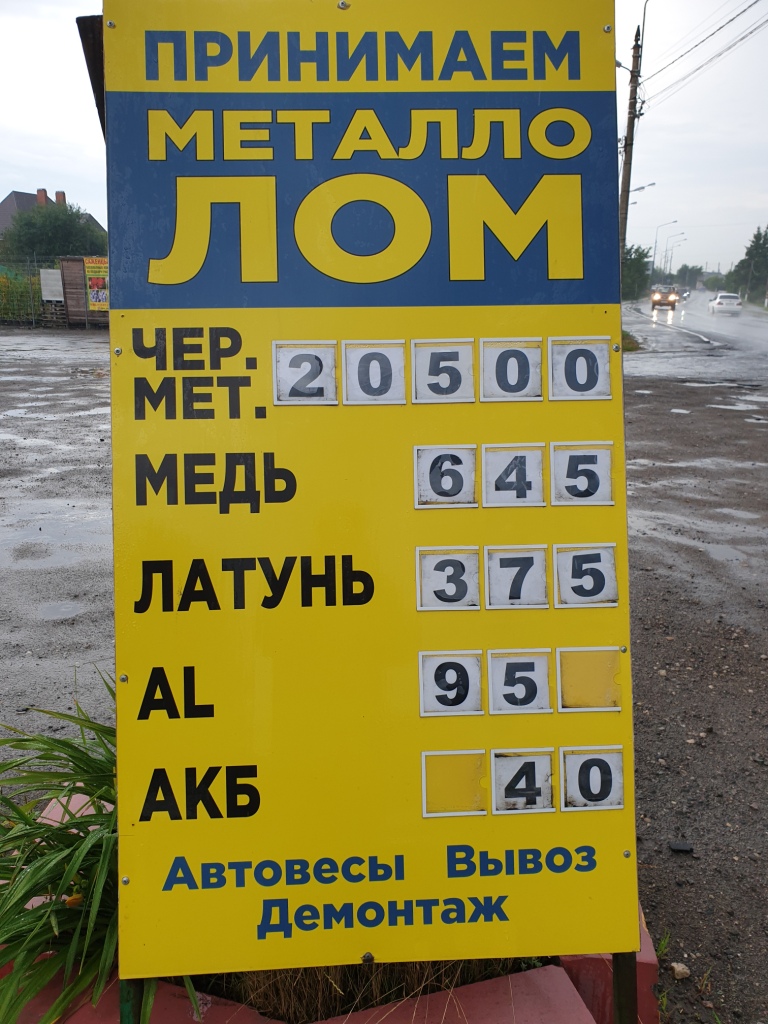 ПРИНИМАЕМ
МЕТАЛЛО
ЛОМ
ЧЕР. МЕТ. 20500
МЕДЬ 645
ЛАТУНЬ 375
AL 95
АКБ 40
Автовесы Вывоз
Демонтаж